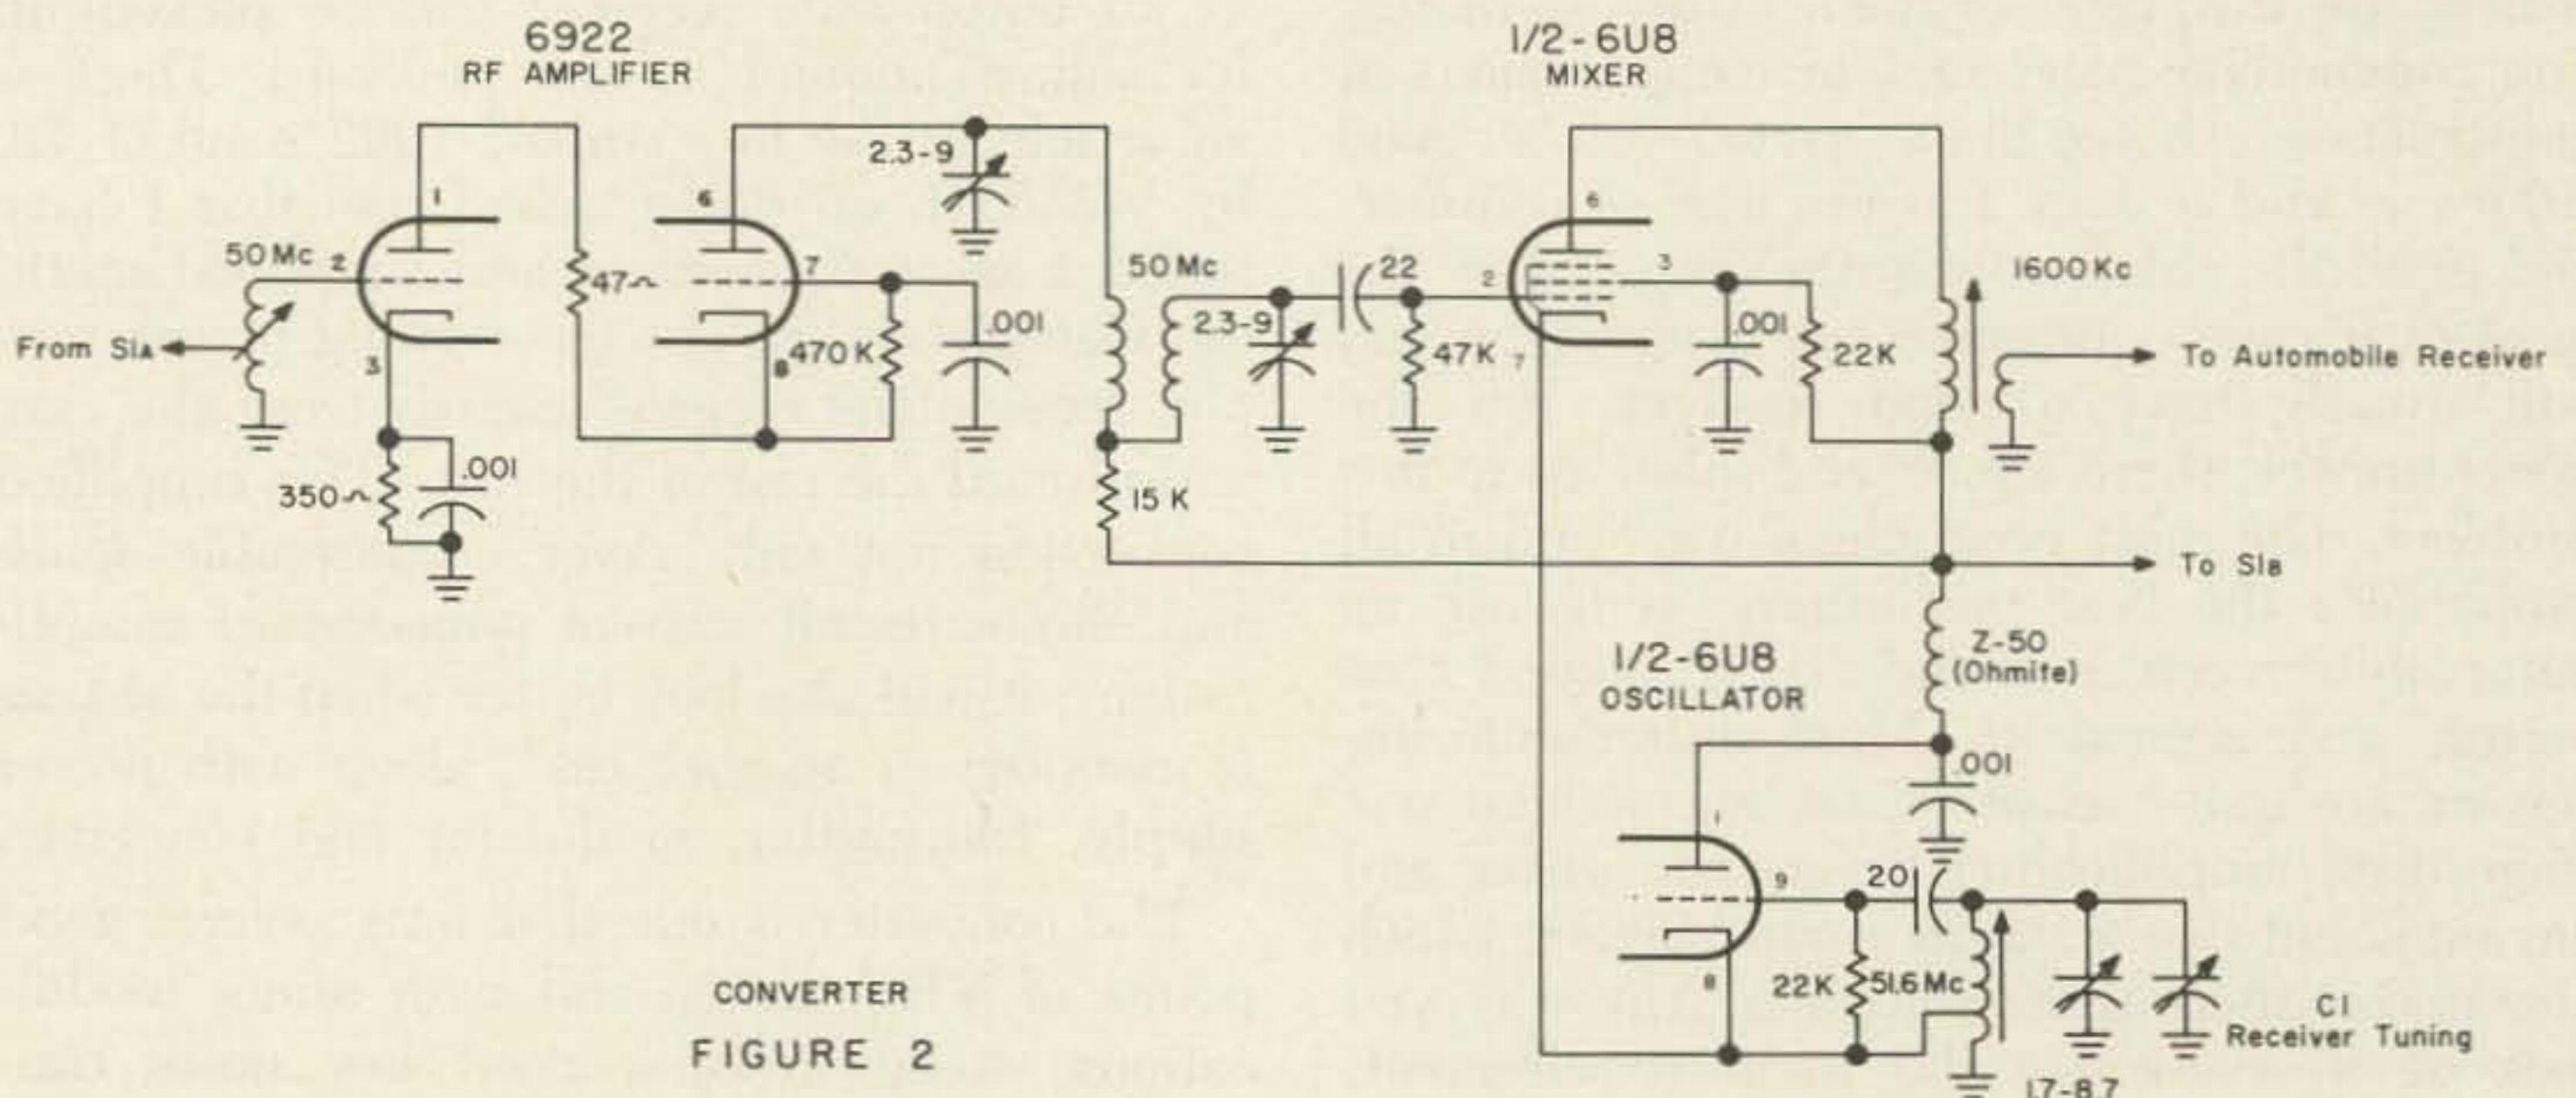 6922
RF AMPLIFIER
1/2-6U8
MIXER
1
2.3-9
6
6
50 Mc
2
47~
7
50 Mc
22
2
3
1600 Kc
From S1A
3
8
470 K
.001
2.3-9
47K
7
.001
22K
To Automobile Receiver
350~
.001
15 K
To S1B
1/2-6U8
OSCILLATOR
Z-50
(Ohmite)
.001
1
9
20
8
22K
51.6 Mc
C1
Receiver Tuning
1.7-8.7
CONVERTER
FIGURE 2